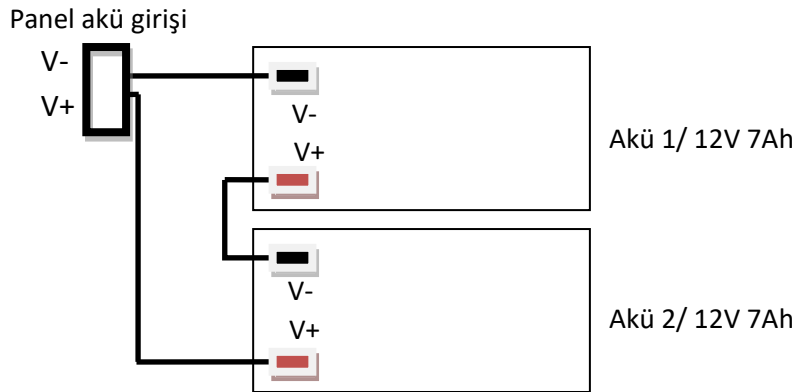 Panel akü girişi
V-
V+
V-
V+
Akü 1/ 12V 7Ah
V-
V+
Akü 2/ 12V 7Ah